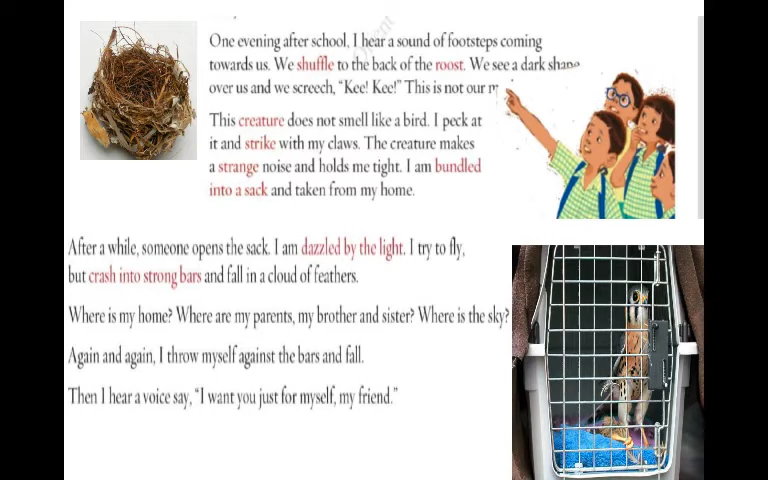 One evening after school, I hear a sound of footsteps coming
towards us. We shuffle to the back of the roost. We see a dark shape
over us and we screech, “Kee! Kee!” This is not our
This creature does not smell like a bird. I peck at
it and strike with my claws. The creature makes
a strange noise and holds me tight. I am bundled
into a sack and taken from my home.
After a while, someone opens the sack. I am dazzled by the light. I try to fly,
but crash into strong bars and fall in a cloud of feathers.
Where is my home? Where are my parents, my brother and sister? Where is the sky?
Again and again, I throw myself against the bars and fall.
Then I hear a voice say, “I want you just for myself, my friend.”